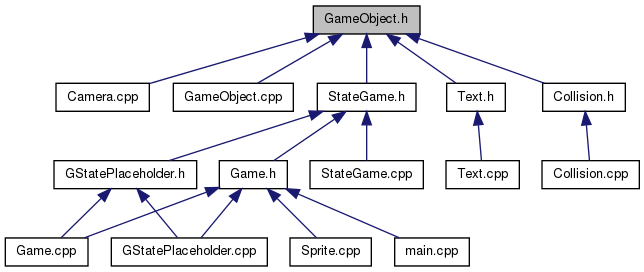 GameObject.h
Camera.cpp
GameObject.cpp
StateGame.h
Text.h
Collision.h
GStatePlaceholder.h
Game.h
StateGame.cpp
Text.cpp
Collision.cpp
Game.cpp
GStatePlaceholder.cpp
Sprite.cpp
main.cpp